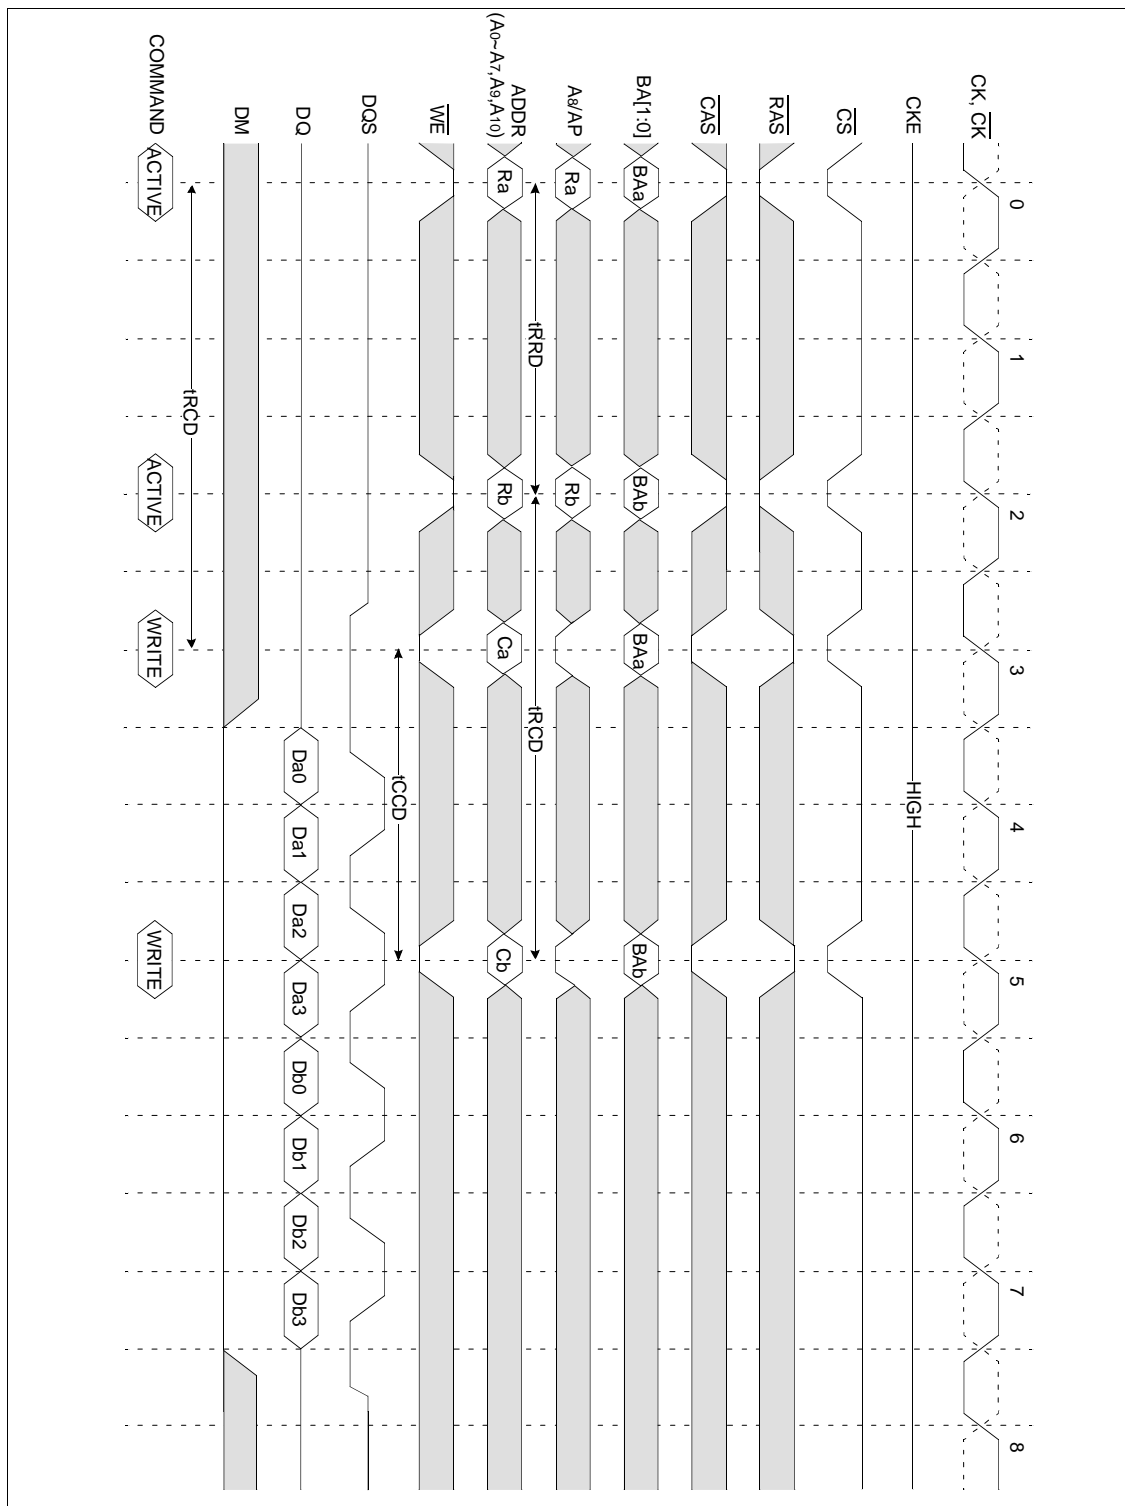 0 1 2 3 4 5 6 7 8
CK, CK
CKE HIGH
CS
RAS
CAS
BA[1:0] BAa BAb BAa BAb
A8/AP Ra Rb
tRRD tRCD
ADDR
(A0~A7,A9,A10) Ra Rb Ca Cb
WE
tCCD
DQS
DQ Da0 Da1 Da2 Da3 Db0 Db1 Db2 Db3
DM
tRCD
COMMAND ACTIVE ACTIVE WRITE WRITE